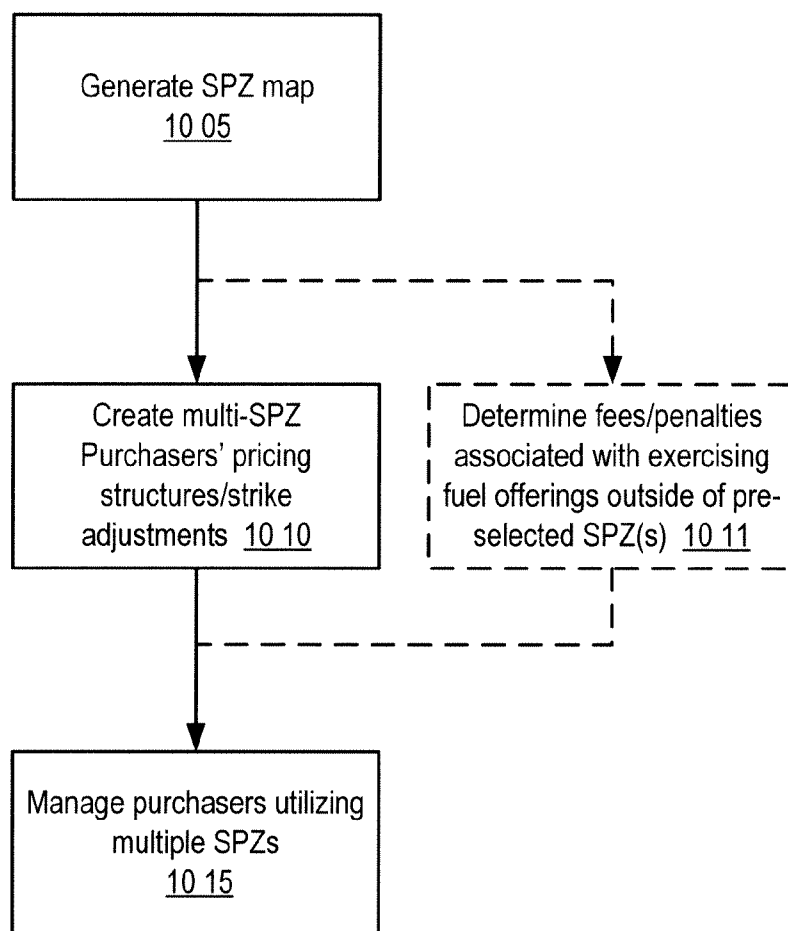 Generate SPZ map
10 05
Create multi-SPZ
Purchasers' pricing
structures/strike
adjustments 10 10
Determine fees/penalties
associated with exercising
fuel offerings outside of pre-
selected SPZ(s) 10 11
Manage purchasers utilizing
multiple SPZs
10 15